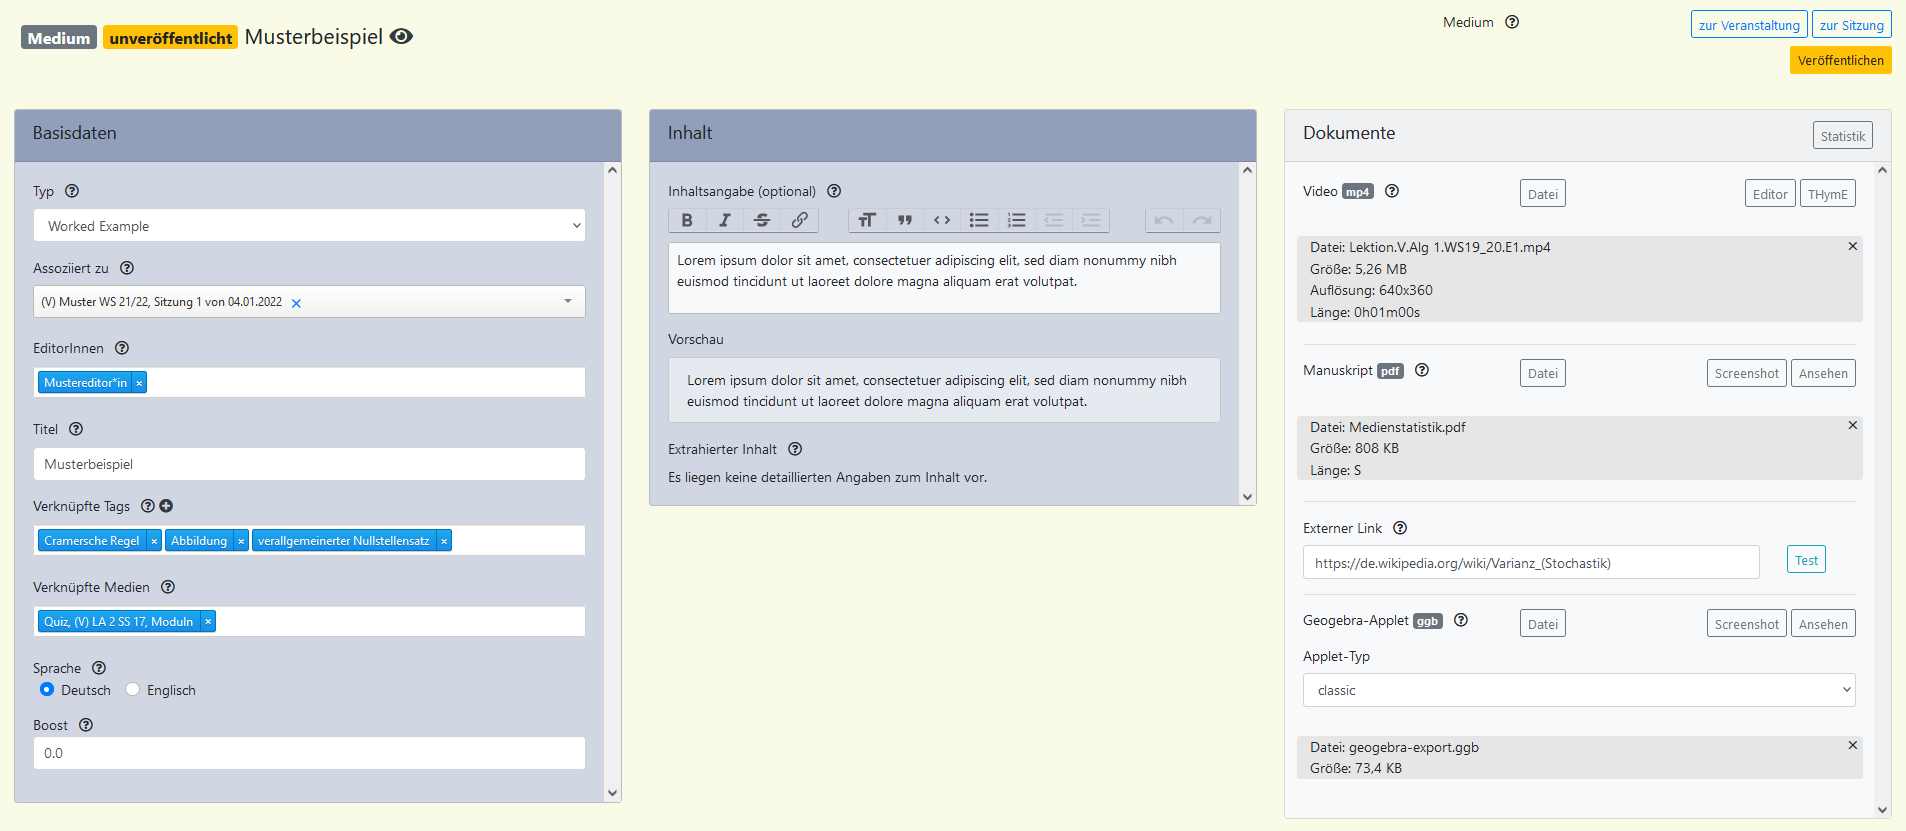 Medium unveröffentlicht Musterbeispiel
Medium
zur Veranstaltung zur Sitzung
Veröffentlichen
Basisdaten
Typ
Worked Example
Assoziiert zu
(V) Muster WS 21/22, Sitzung 1 von 04.01.2022 ×
EditorInnen
Mustereditor*in ×
Titel
Musterbeispiel
Verknüpfte Tags
Cramersche Regel × Abbildung × verallgemeinerter Nullstellensatz ×
Verknüpfte Medien
Quiz, (V) LA 2 SS 17, Moduln ×
Sprache
Deutsch Englisch
Boost
0.0
Inhalt
Inhaltsangabe (optional)
Lorem ipsum dolor sit amet, consectetuer adipiscing elit, sed diam nonummy nibh
euismod tincidunt ut laoreet dolore magna aliquam erat volutpat.
Vorschau
Lorem ipsum dolor sit amet, consectetuer adipiscing elit, sed diam nonummy nibh
euismod tincidunt ut laoreet dolore magna aliquam erat volutpat.
Extrahierter Inhalt
Es liegen keine detaillierten Angaben zum Inhalt vor.
Dokumente Statistik
Video mp4 Datei Editor THymE
Datei: Lektion.V.Alg 1.WS19_20.E1.mp4
Größe: 5,26 MB
Auflösung: 640x360
Länge: 0h01m00s
Manuskript pdf Datei Screenshot Ansehen
Datei: Medienstatistik.pdf
Größe: 808 KB
Länge: S
Externer Link
https://de.wikipedia.org/wiki/Varianz_(Stochastik) Test
Geogebra-Applet ggb Datei Screenshot Ansehen
Applet-Typ
classic
Datei: geogebra-export.ggb
Größe: 73,4 KB